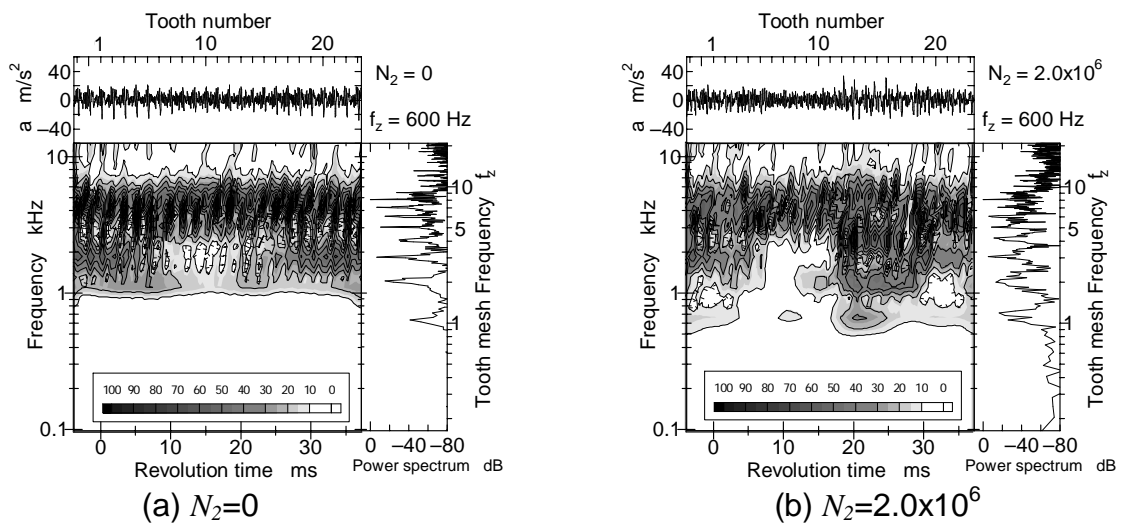 Tooth number
1 10 20
a m/s²
40
0
−40
N₂ = 0
f_z = 600 Hz
Frequency kHz
10
1
0.1
10 f_z
5
1
Tooth mesh Frequency
100 90 80 70 60 50 40 30 20 10 0
0 10 20 30
Revolution time ms
0 −40 −80
Power spectrum dB
(a) N₂=0
Tooth number
1 10 20
a m/s²
40
0
−40
N₂ = 2.0x10⁶
f_z = 600 Hz
Frequency kHz
10
1
0.1
10 f_z
5
1
Tooth mesh Frequency
100 90 80 70 60 50 40 30 20 10 0
0 10 20 30
Revolution time ms
0 −40 −80
Power spectrum dB
(b) N₂=2.0x10⁶